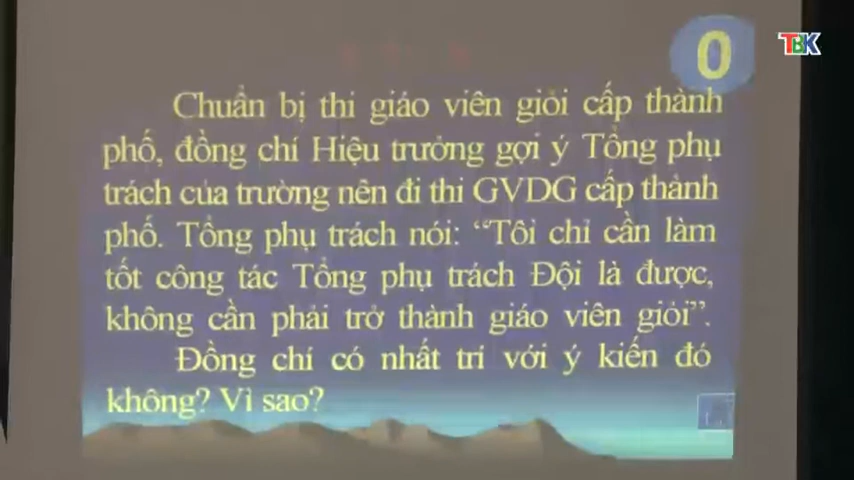 0
TBK
Chuẩn bị thi giáo viên giỏi cấp thành
phố, đồng chí Hiệu trưởng gợi ý Tổng phụ
trách của trường nên đi thi GVDG cấp thành
phố. Tổng phụ trách nói: “Tôi chỉ cần làm
tốt công tác Tổng phụ trách Đội là được,
không cần phải trở thành giáo viên giỏi”.
Đồng chí có nhất trí với ý kiến đó
không? Vì sao?